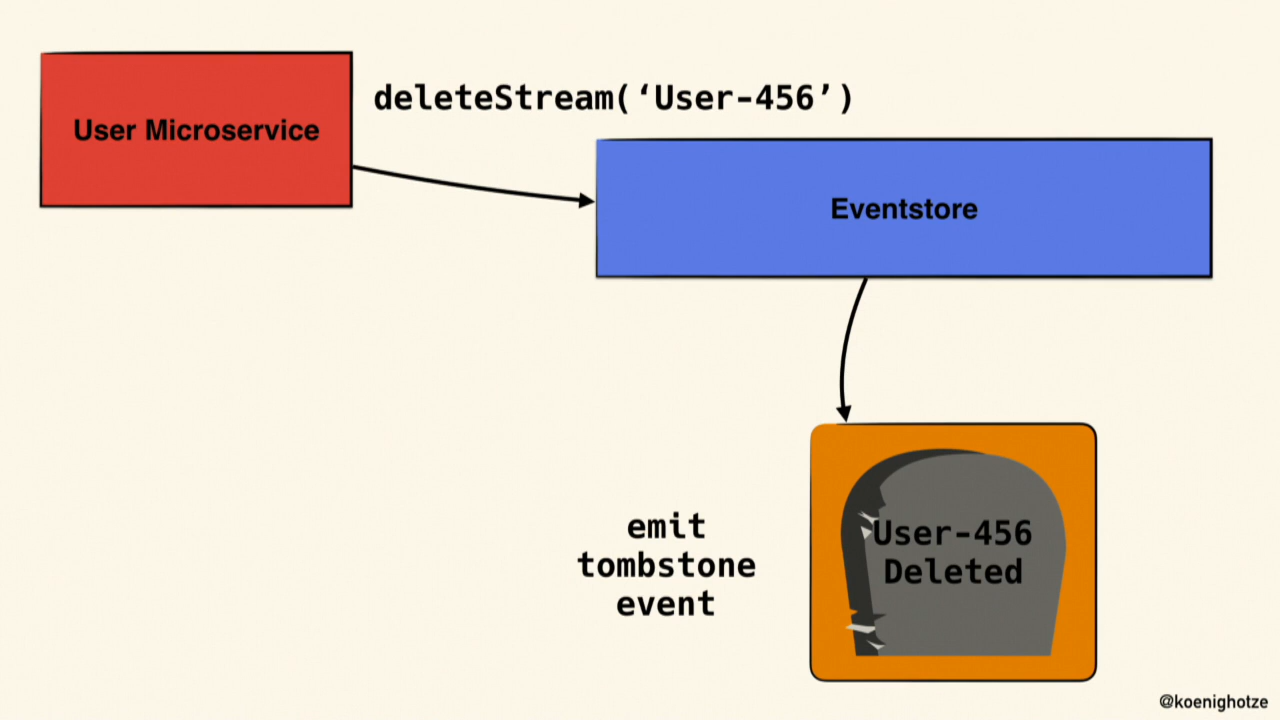 deleteStream(‘User-456’)
User Microservice
Eventstore
emit
tombstone
event
User-456
Deleted
@koenighotze